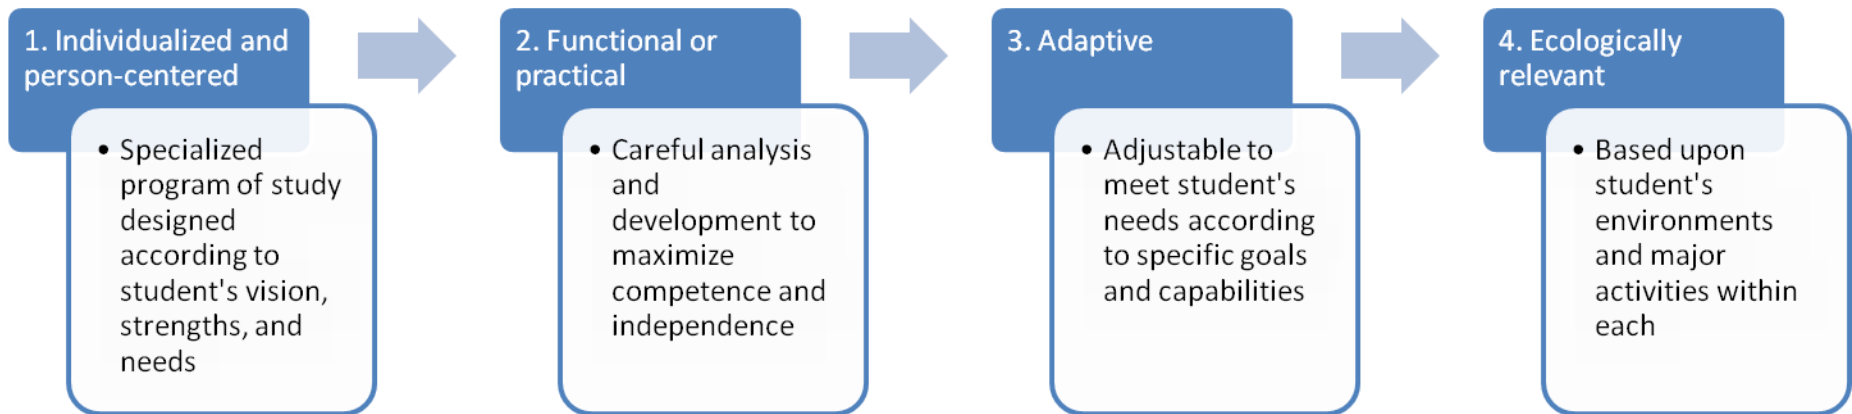 1. Individualized and
person-centered
• Specialized
program of study
designed
according to
student's vision,
strengths, and
needs
2. Functional or
practical
• Careful analysis
and
development to
maximize
competence and
independence
3. Adaptive
• Adjustable to
meet student's
needs according
to specific goals
and capabilities
4. Ecologically
relevant
• Based upon
student's
environments
and major
activities within
each